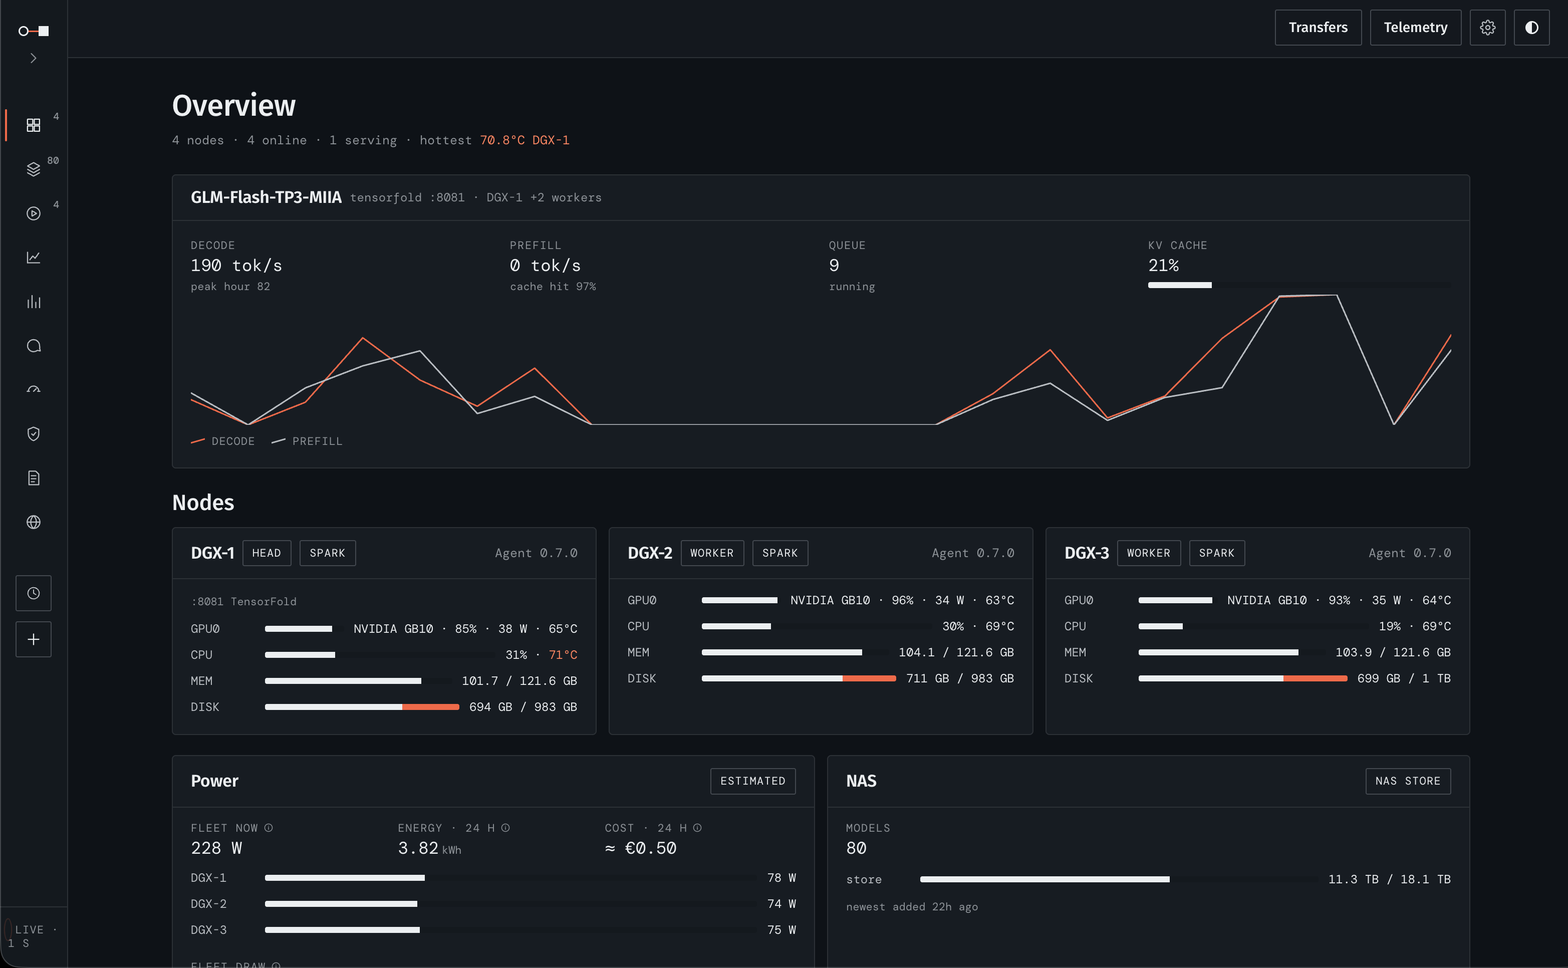 Transfers
Telemetry
4
80
4
Overview
4 nodes · 4 online · 1 serving · hottest 70.8°C DGX-1
GLM-Flash-TP3-MIIA tensorfold :8081 · DGX-1 +2 workers
DECODE
190 tok/s
peak hour 82
PREFILL
0 tok/s
cache hit 97%
QUEUE
9
running
KV CACHE
21%
DECODE PREFILL
Nodes
DGX-1 HEAD SPARK Agent 0.7.0
:8081 TensorFold
GPU0 NVIDIA GB10 · 85% · 38 W · 65°C
CPU 31% · 71°C
MEM 101.7 / 121.6 GB
DISK 694 GB / 983 GB
DGX-2 WORKER SPARK Agent 0.7.0
GPU0 NVIDIA GB10 · 96% · 34 W · 63°C
CPU 30% · 69°C
MEM 104.1 / 121.6 GB
DISK 711 GB / 983 GB
DGX-3 WORKER SPARK Agent 0.7.0
GPU0 NVIDIA GB10 · 93% · 35 W · 64°C
CPU 19% · 69°C
MEM 103.9 / 121.6 GB
DISK 699 GB / 1 TB
Power ESTIMATED
FLEET NOW
228 W
ENERGY · 24 H
3.82 kWh
COST · 24 H
≈ €0.50
DGX-1 78 W
DGX-2 74 W
DGX-3 75 W
FLEET DRAW
NAS NAS STORE
MODELS
80
store 11.3 TB / 18.1 TB
newest added 22h ago
LIVE ·
1 S